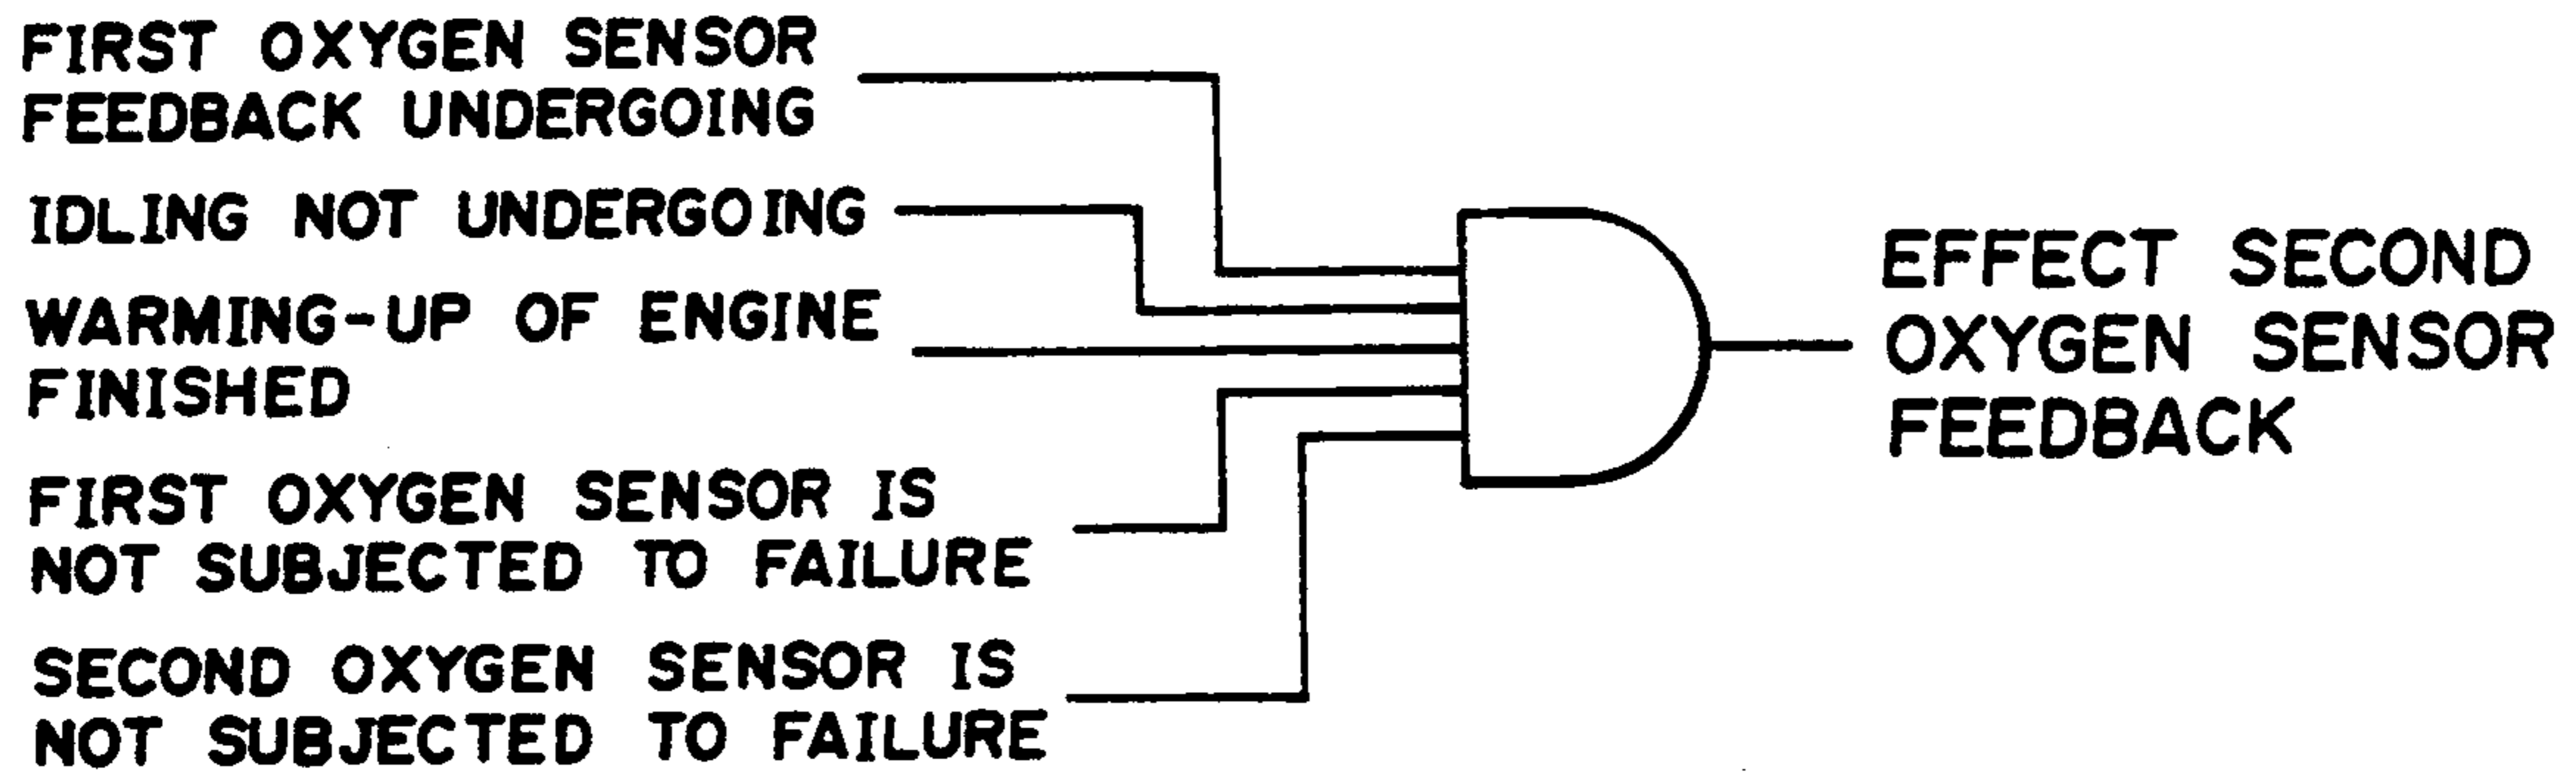 FIRST OXYGEN SENSOR
FEEDBACK UNDERGOING
IDLING NOT UNDERGOING
WARMING-UP OF ENGINE
FINISHED
FIRST OXYGEN SENSOR IS
NOT SUBJECTED TO FAILURE
SECOND OXYGEN SENSOR IS
NOT SUBJECTED TO FAILURE
EFFECT SECOND
OXYGEN SENSOR
FEEDBACK